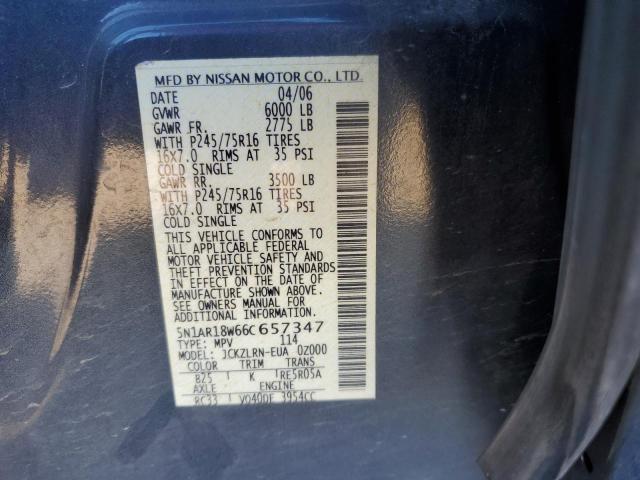 MFD BY NISSAN MOTOR CO., LTD.
DATE 04/06
GVWR 6000 LB
GAWR FR. 2775 LB
WITH P245/75R16 TIRES
16X7.0 RIMS AT 35 PSI
COLD SINGLE
GAWR RR. 3500 LB
WITH P245/75R16 TIRES
16X7.0 RIMS AT 35 PSI
COLD SINGLE
THIS VEHICLE CONFORMS TO
ALL APPLICABLE FEDERAL
MOTOR VEHICLE SAFETY AND
THEFT PREVENTION STANDARDS
IN EFFECT ON THE DATE OF
MANUFACTURE SHOWN ABOVE.
SEE OWNERS MANUAL FOR
ADDITIONAL INFORMATION
5N1AR18W66C657347
TYPE: MPV 114
MODEL: JCKZLRN-EUA 0Z000
COLOR TRIM TRANS
B25 K RE5R05A
AXLE ENGINE
RC33 VQ40DE 3954CC